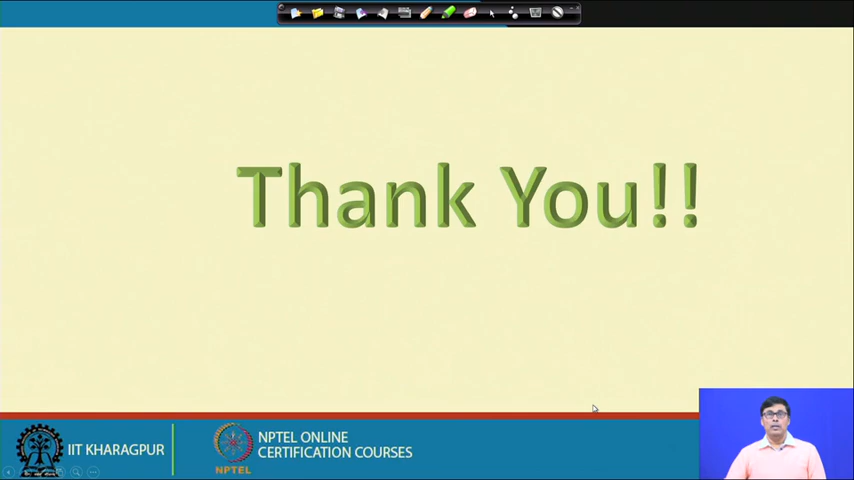 Thank You!!
IIT KHARAGPUR
NPTEL
NPTEL ONLINE
CERTIFICATION COURSES